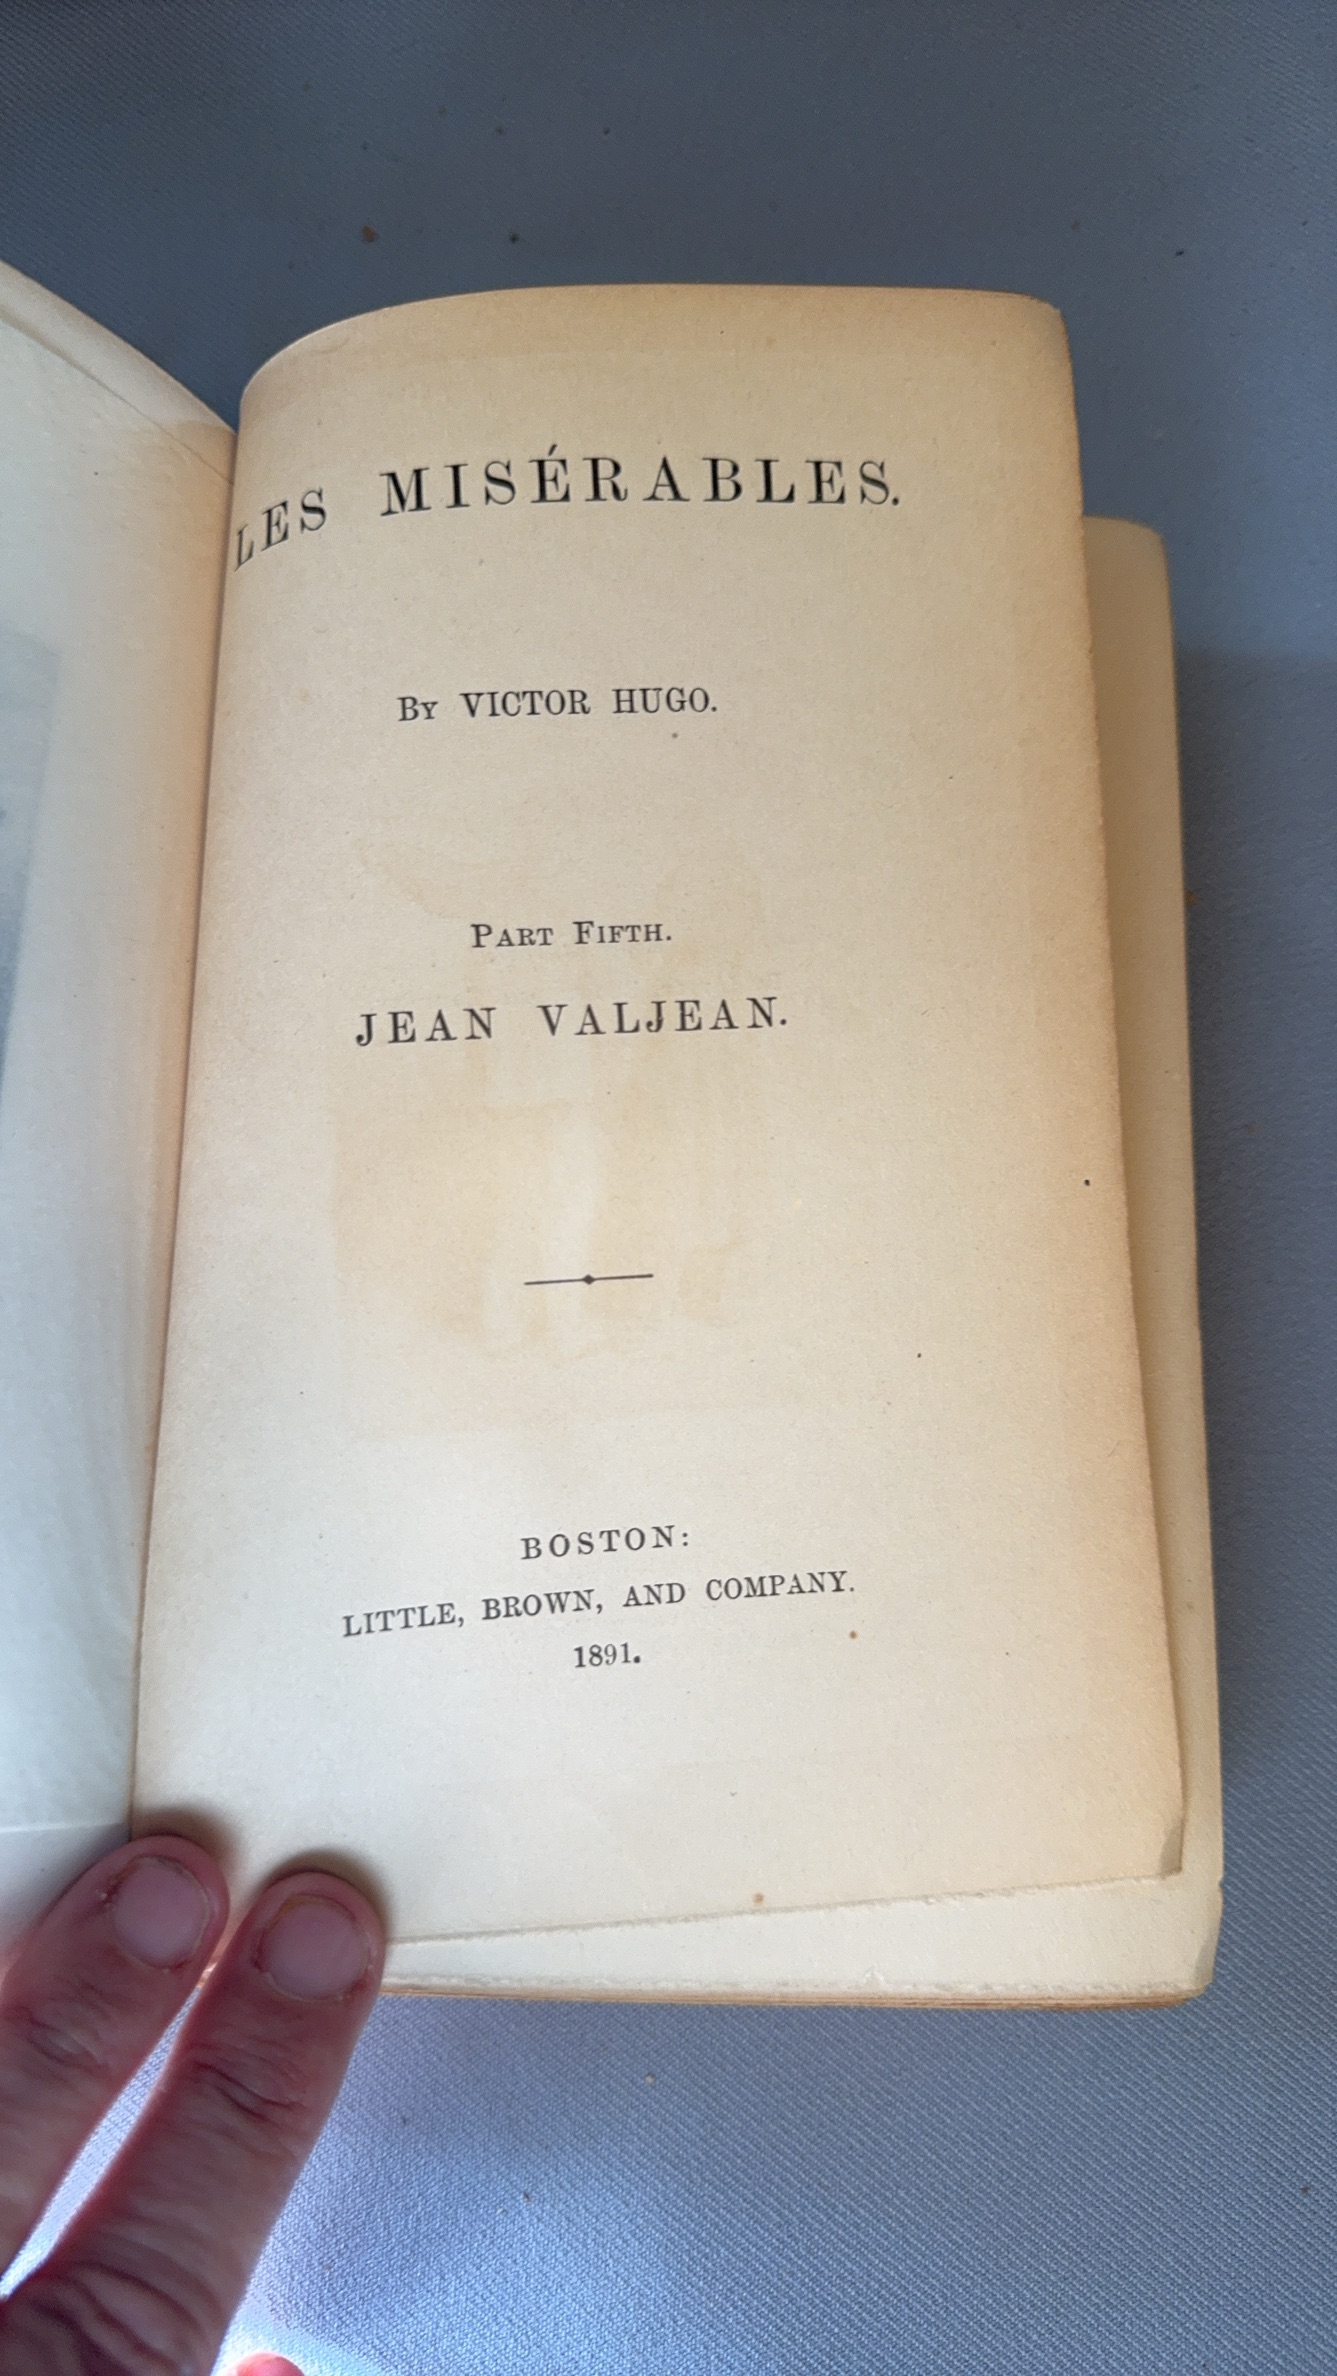 LES MISÉRABLES.
By VICTOR HUGO.
Part Fifth.
JEAN VALJEAN.
BOSTON:
LITTLE, BROWN, AND COMPANY.
1891.